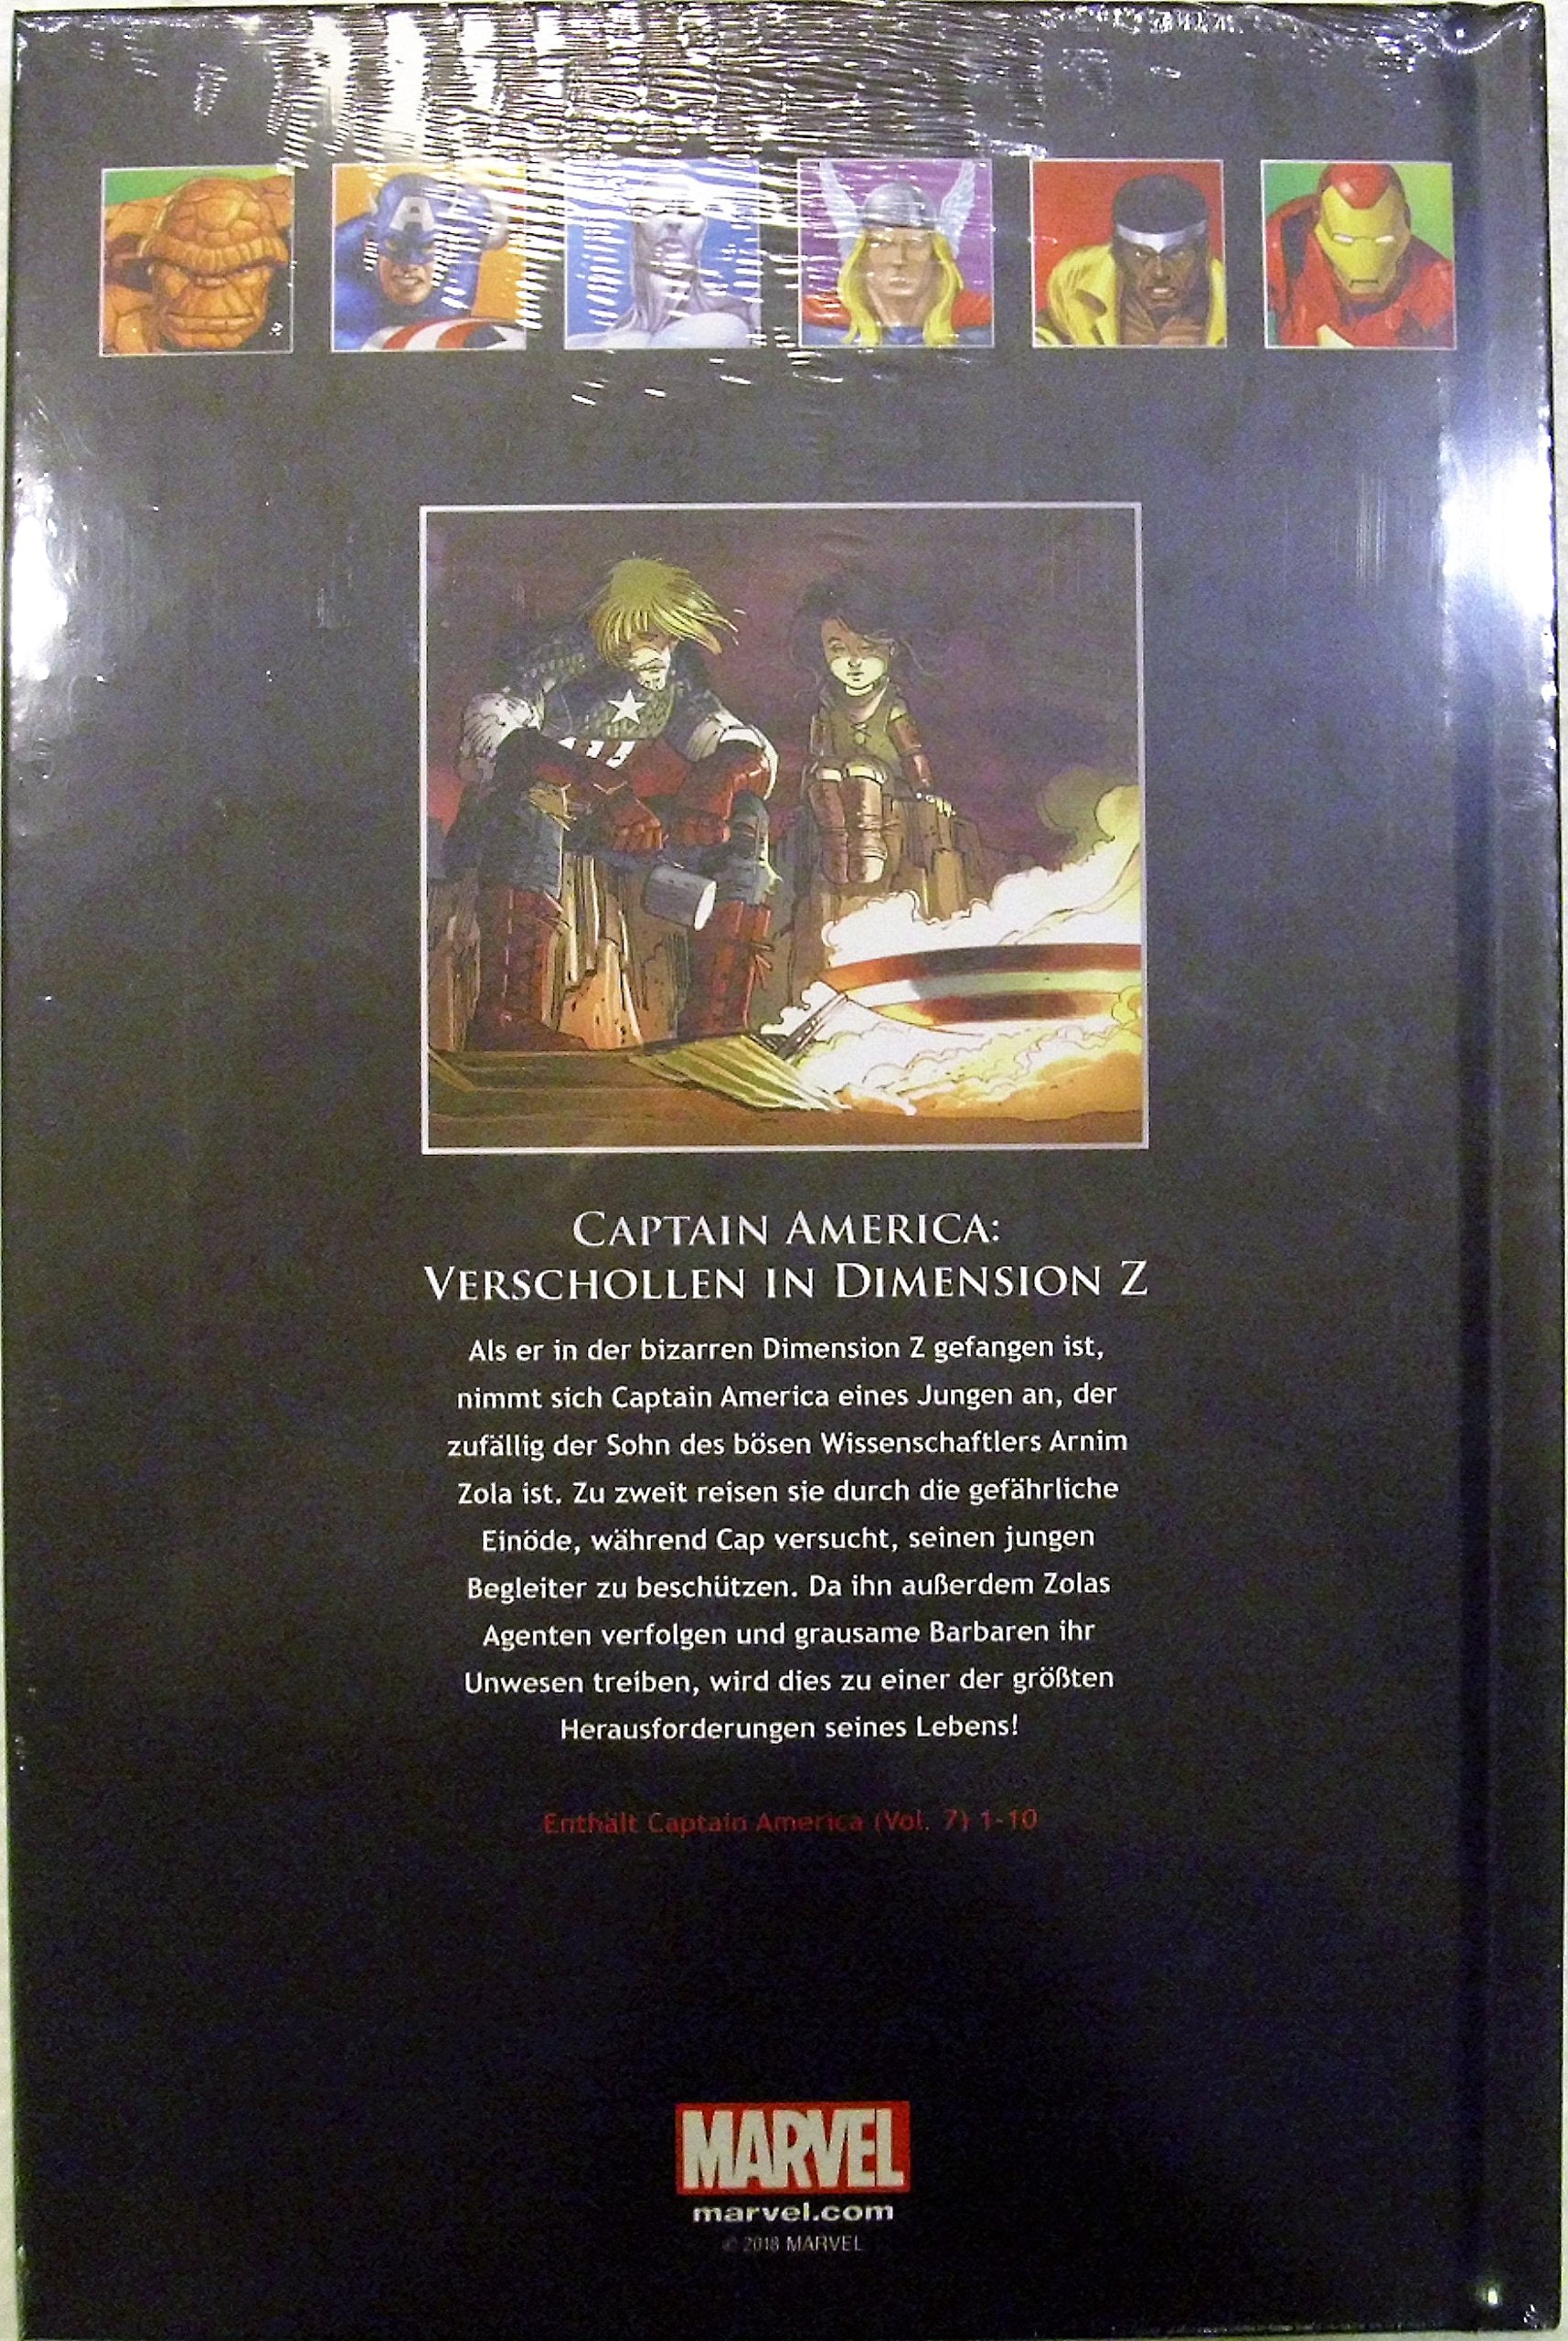 CAPTAIN AMERICA:
VERSCHOLLEN IN DIMENSION Z
Als er in der bizarren Dimension Z gefangen ist,
nimmt sich Captain America eines Jungen an, der
zufällig der Sohn des bösen Wissenschaftlers Arnim
Zola ist. Zu zweit reisen sie durch die gefährliche
Einöde, während Cap versucht, seinen jungen
Begleiter zu beschützen. Da ihn außerdem Zolas
Agenten verfolgen und grausame Barbaren ihr
Unwesen treiben, wird dies zu einer der größten
Herausforderungen seines Lebens!
Enthält Captain America (Vol. 7) 1-10
MARVEL
marvel.com
© 2018 MARVEL